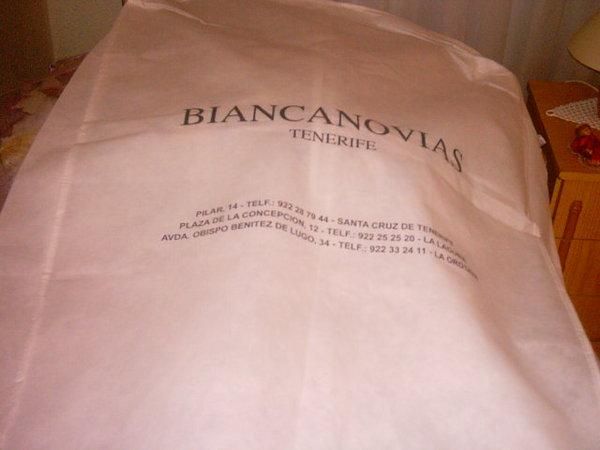 BIANCANOVIAS
TENERIFE
PILAR, 14 - TELF.: 922 28 79 44 - SANTA CRUZ DE TENERIFE
PLAZA DE LA CONCEPCION, 12 - TELF.: 922 25 25 20 - LA LAGUNA
AVDA. OBISPO BENITEZ DE LUGO, 34 - TELF.: 922 33 24 11 - LA OROTAVA